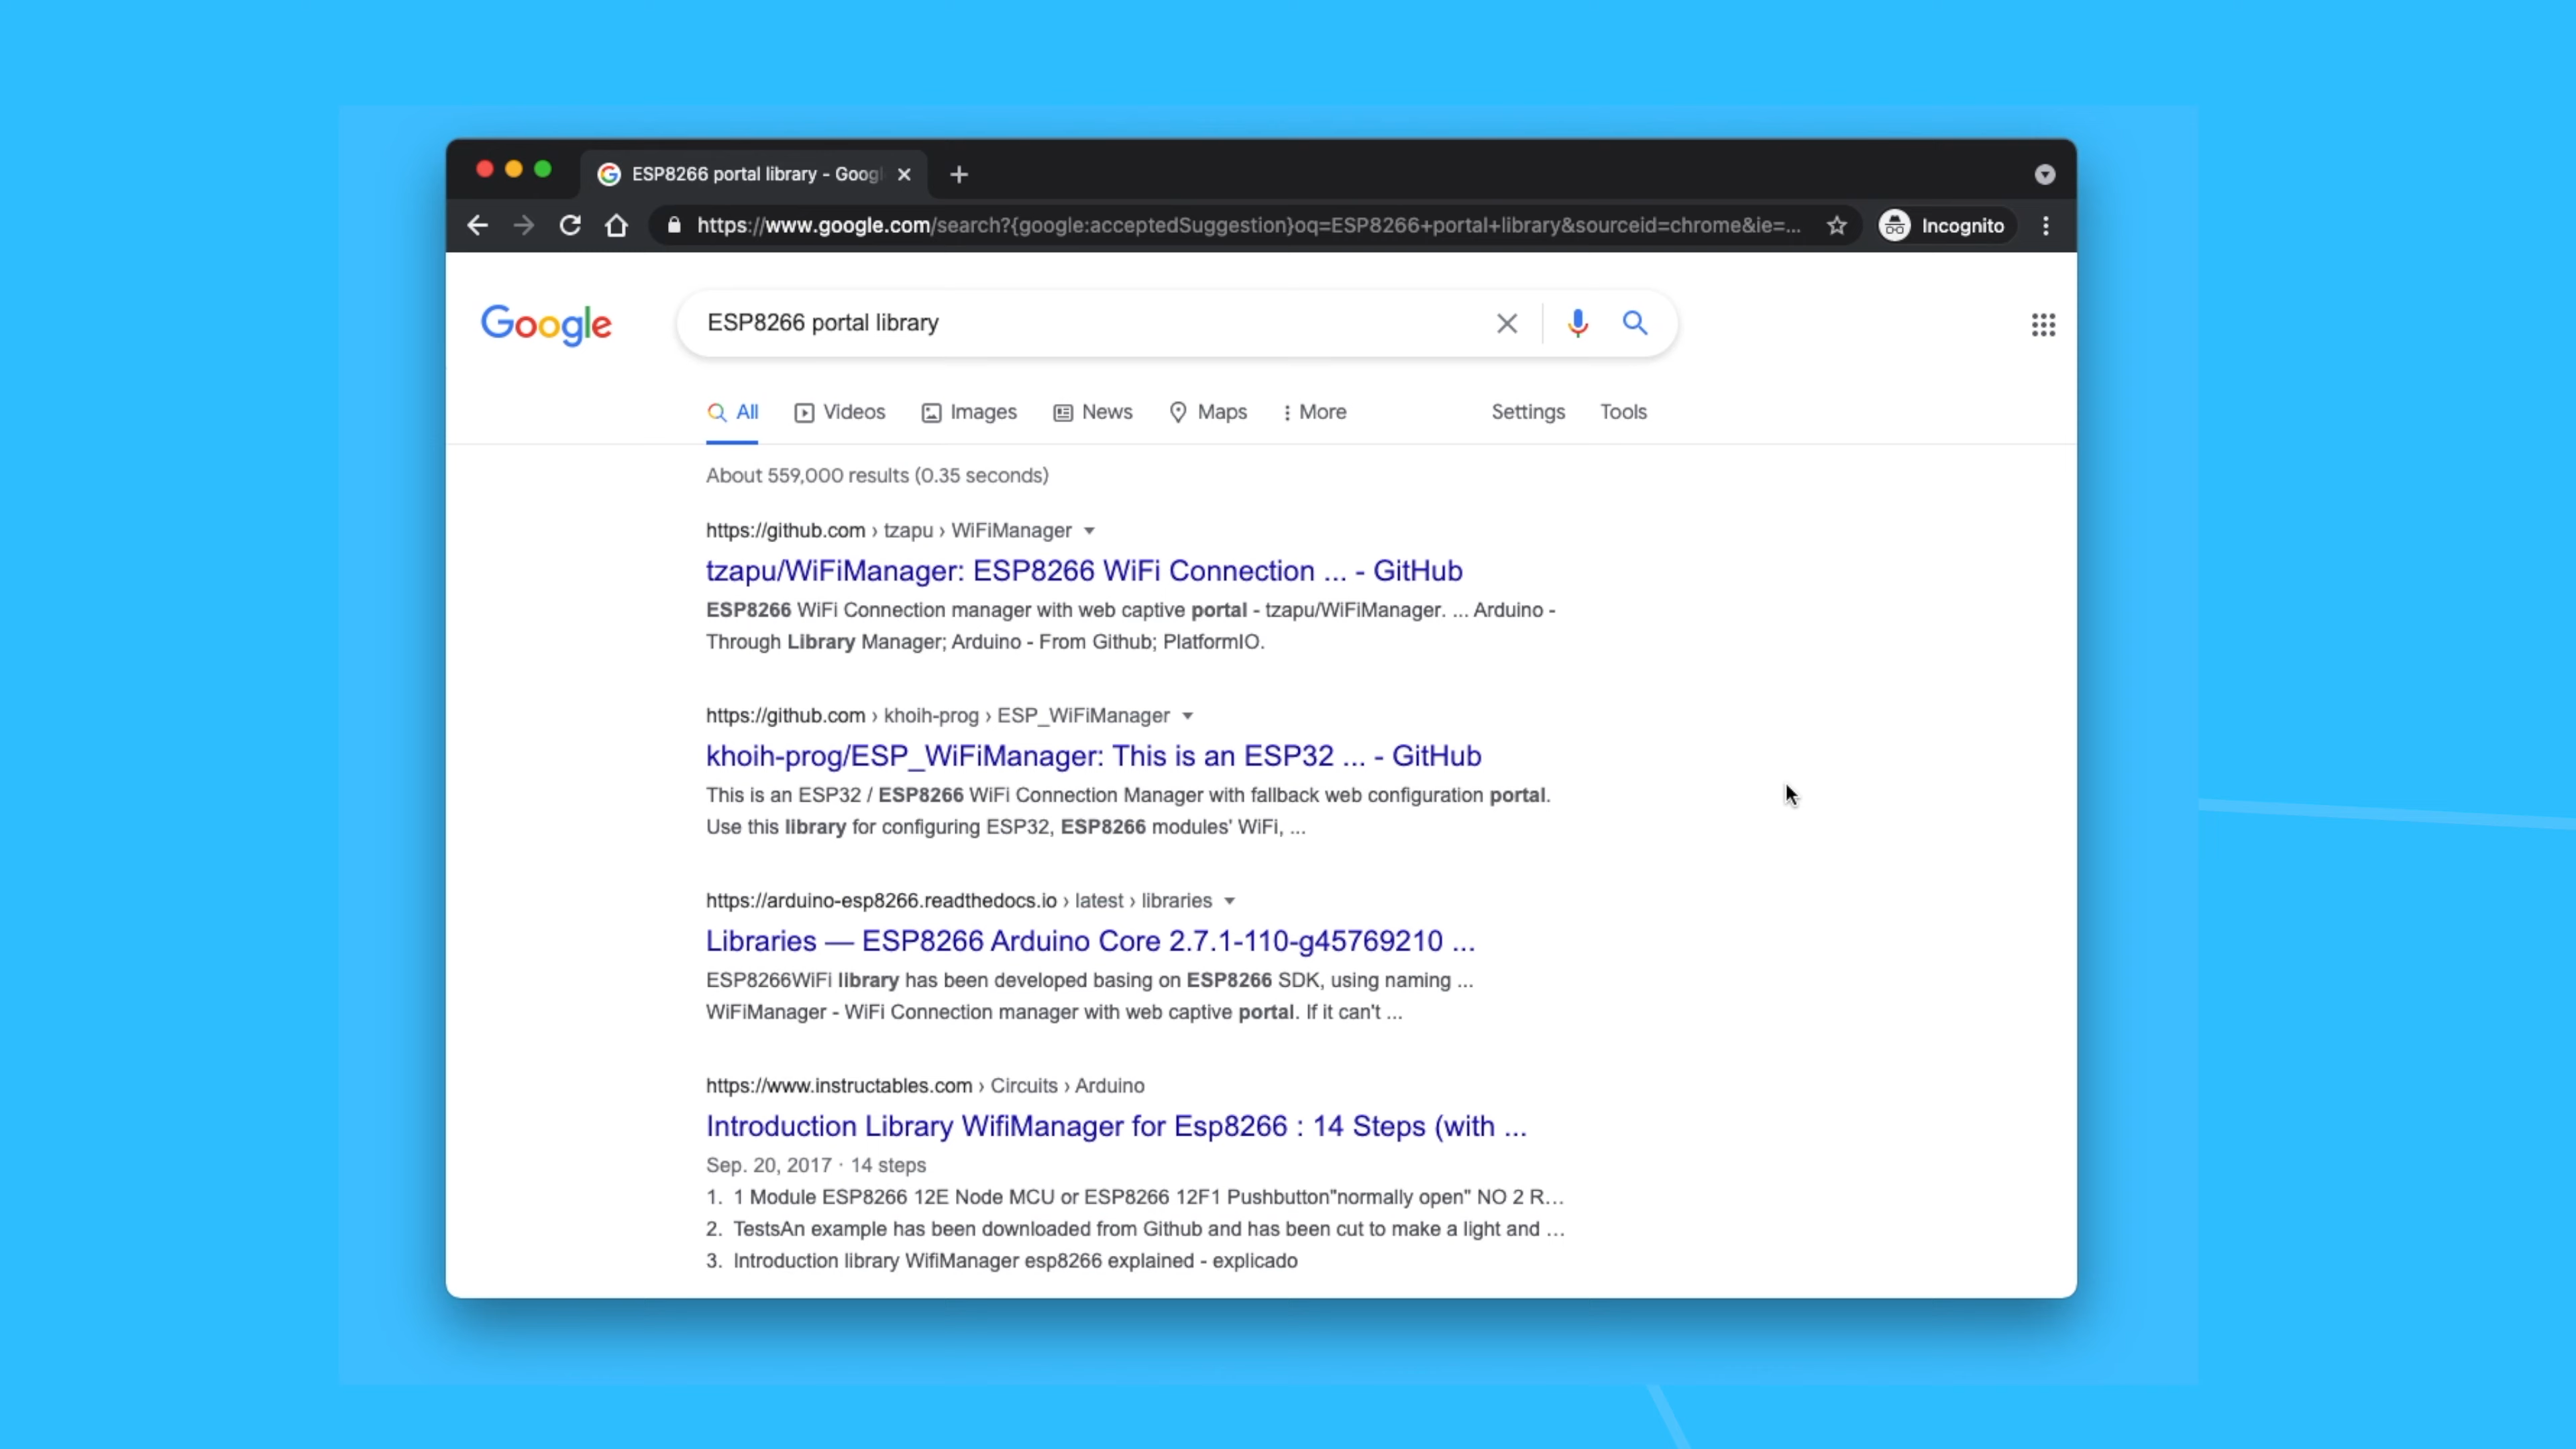 ESP8266 portal library - Googl
https://www.google.com/search?{google:acceptedSuggestion}oq=ESP8266+portal+library&sourceid=chrome&ie=...
Incognito
Google
ESP8266 portal library
All
Videos
Images
News
Maps
More
Settings
Tools
About 559,000 results (0.35 seconds)
https://github.com › tzapu › WiFiManager
tzapu/WiFiManager: ESP8266 WiFi Connection ... - GitHub
ESP8266 WiFi Connection manager with web captive portal - tzapu/WiFiManager. ... Arduino -
Through Library Manager; Arduino - From Github; PlatformIO.
https://github.com › khoih-prog › ESP_WiFiManager
khoih-prog/ESP_WiFiManager: This is an ESP32 ... - GitHub
This is an ESP32 / ESP8266 WiFi Connection Manager with fallback web configuration portal.
Use this library for configuring ESP32, ESP8266 modules' WiFi, ...
https://arduino-esp8266.readthedocs.io › latest › libraries
Libraries — ESP8266 Arduino Core 2.7.1-110-g45769210 ...
ESP8266WiFi library has been developed basing on ESP8266 SDK, using naming ...
WiFiManager - WiFi Connection manager with web captive portal. If it can't ...
https://www.instructables.com › Circuits › Arduino
Introduction Library WifiManager for Esp8266 : 14 Steps (with ...
Sep. 20, 2017 · 14 steps
1. 1 Module ESP8266 12E Node MCU or ESP8266 12F1 Pushbutton"normally open" NO 2 R...
2. TestsAn example has been downloaded from Github and has been cut to make a light and ...
3. Introduction library WifiManager esp8266 explained - explicado